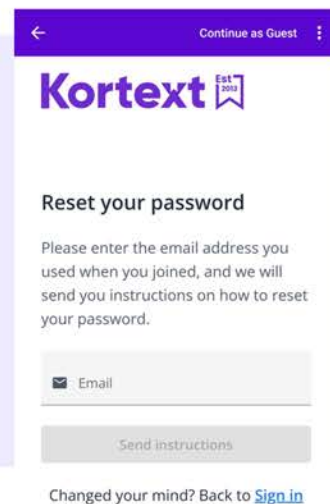 Continue as Guest
Kortext Est 2013
Reset your password
Please enter the email address you
used when you joined, and we will
send you instructions on how to reset
your password.
Email
Send instructions
Changed your mind? Back to Sign in